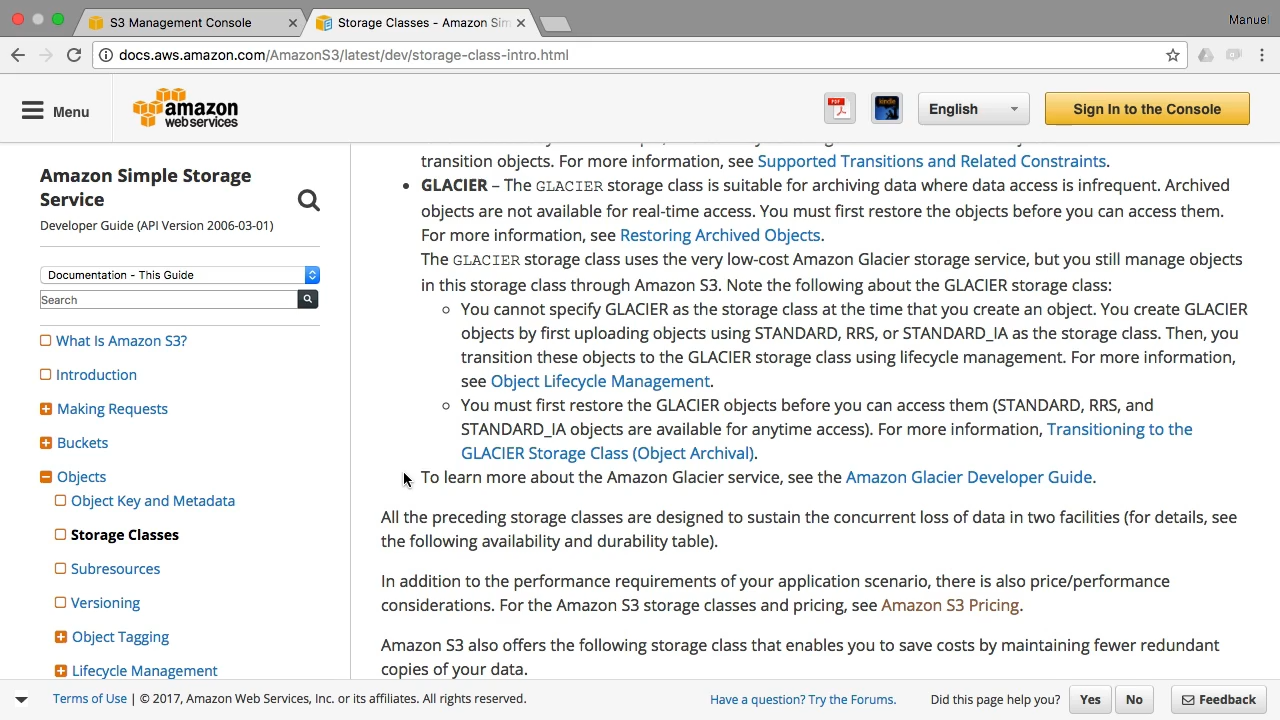 S3 Management Console
Storage Classes - Amazon Sim
Manuel
docs.aws.amazon.com/AmazonS3/latest/dev/storage-class-intro.html
Menu
amazon
web services
PDF
kindle
English
Sign In to the Console
Amazon Simple Storage
Service
Developer Guide (API Version 2006-03-01)
Documentation - This Guide
Search
What Is Amazon S3?
Introduction
Making Requests
Buckets
Objects
Object Key and Metadata
Storage Classes
Subresources
Versioning
Object Tagging
Lifecycle Management
transition objects. For more information, see Supported Transitions and Related Constraints.
GLACIER – The GLACIER storage class is suitable for archiving data where data access is infrequent. Archived
objects are not available for real-time access. You must first restore the objects before you can access them.
For more information, see Restoring Archived Objects.
The GLACIER storage class uses the very low-cost Amazon Glacier storage service, but you still manage objects
in this storage class through Amazon S3. Note the following about the GLACIER storage class:
You cannot specify GLACIER as the storage class at the time that you create an object. You create GLACIER
objects by first uploading objects using STANDARD, RRS, or STANDARD_IA as the storage class. Then, you
transition these objects to the GLACIER storage class using lifecycle management. For more information,
see Object Lifecycle Management.
You must first restore the GLACIER objects before you can access them (STANDARD, RRS, and
STANDARD_IA objects are available for anytime access). For more information, Transitioning to the
GLACIER Storage Class (Object Archival).
To learn more about the Amazon Glacier service, see the Amazon Glacier Developer Guide.
All the preceding storage classes are designed to sustain the concurrent loss of data in two facilities (for details, see
the following availability and durability table).
In addition to the performance requirements of your application scenario, there is also price/performance
considerations. For the Amazon S3 storage classes and pricing, see Amazon S3 Pricing.
Amazon S3 also offers the following storage class that enables you to save costs by maintaining fewer redundant
copies of your data.
Terms of Use | © 2017, Amazon Web Services, Inc. or its affiliates. All rights reserved.
Have a question? Try the Forums.
Did this page help you?
Yes
No
Feedback